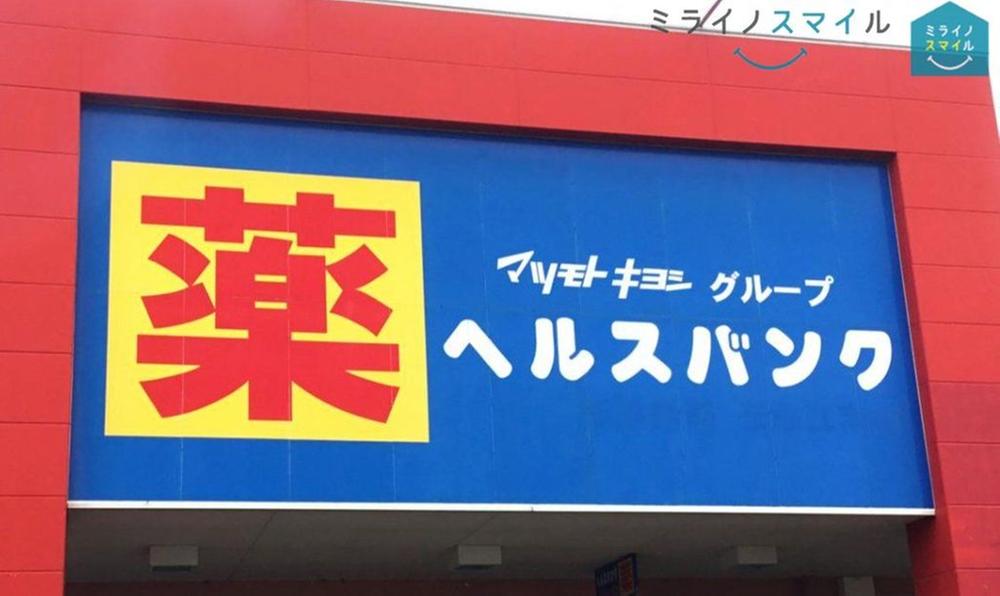 ミライノスマイル
ミライノ
スマイル
薬
マツモトキヨシ グループ
ヘルスバンク